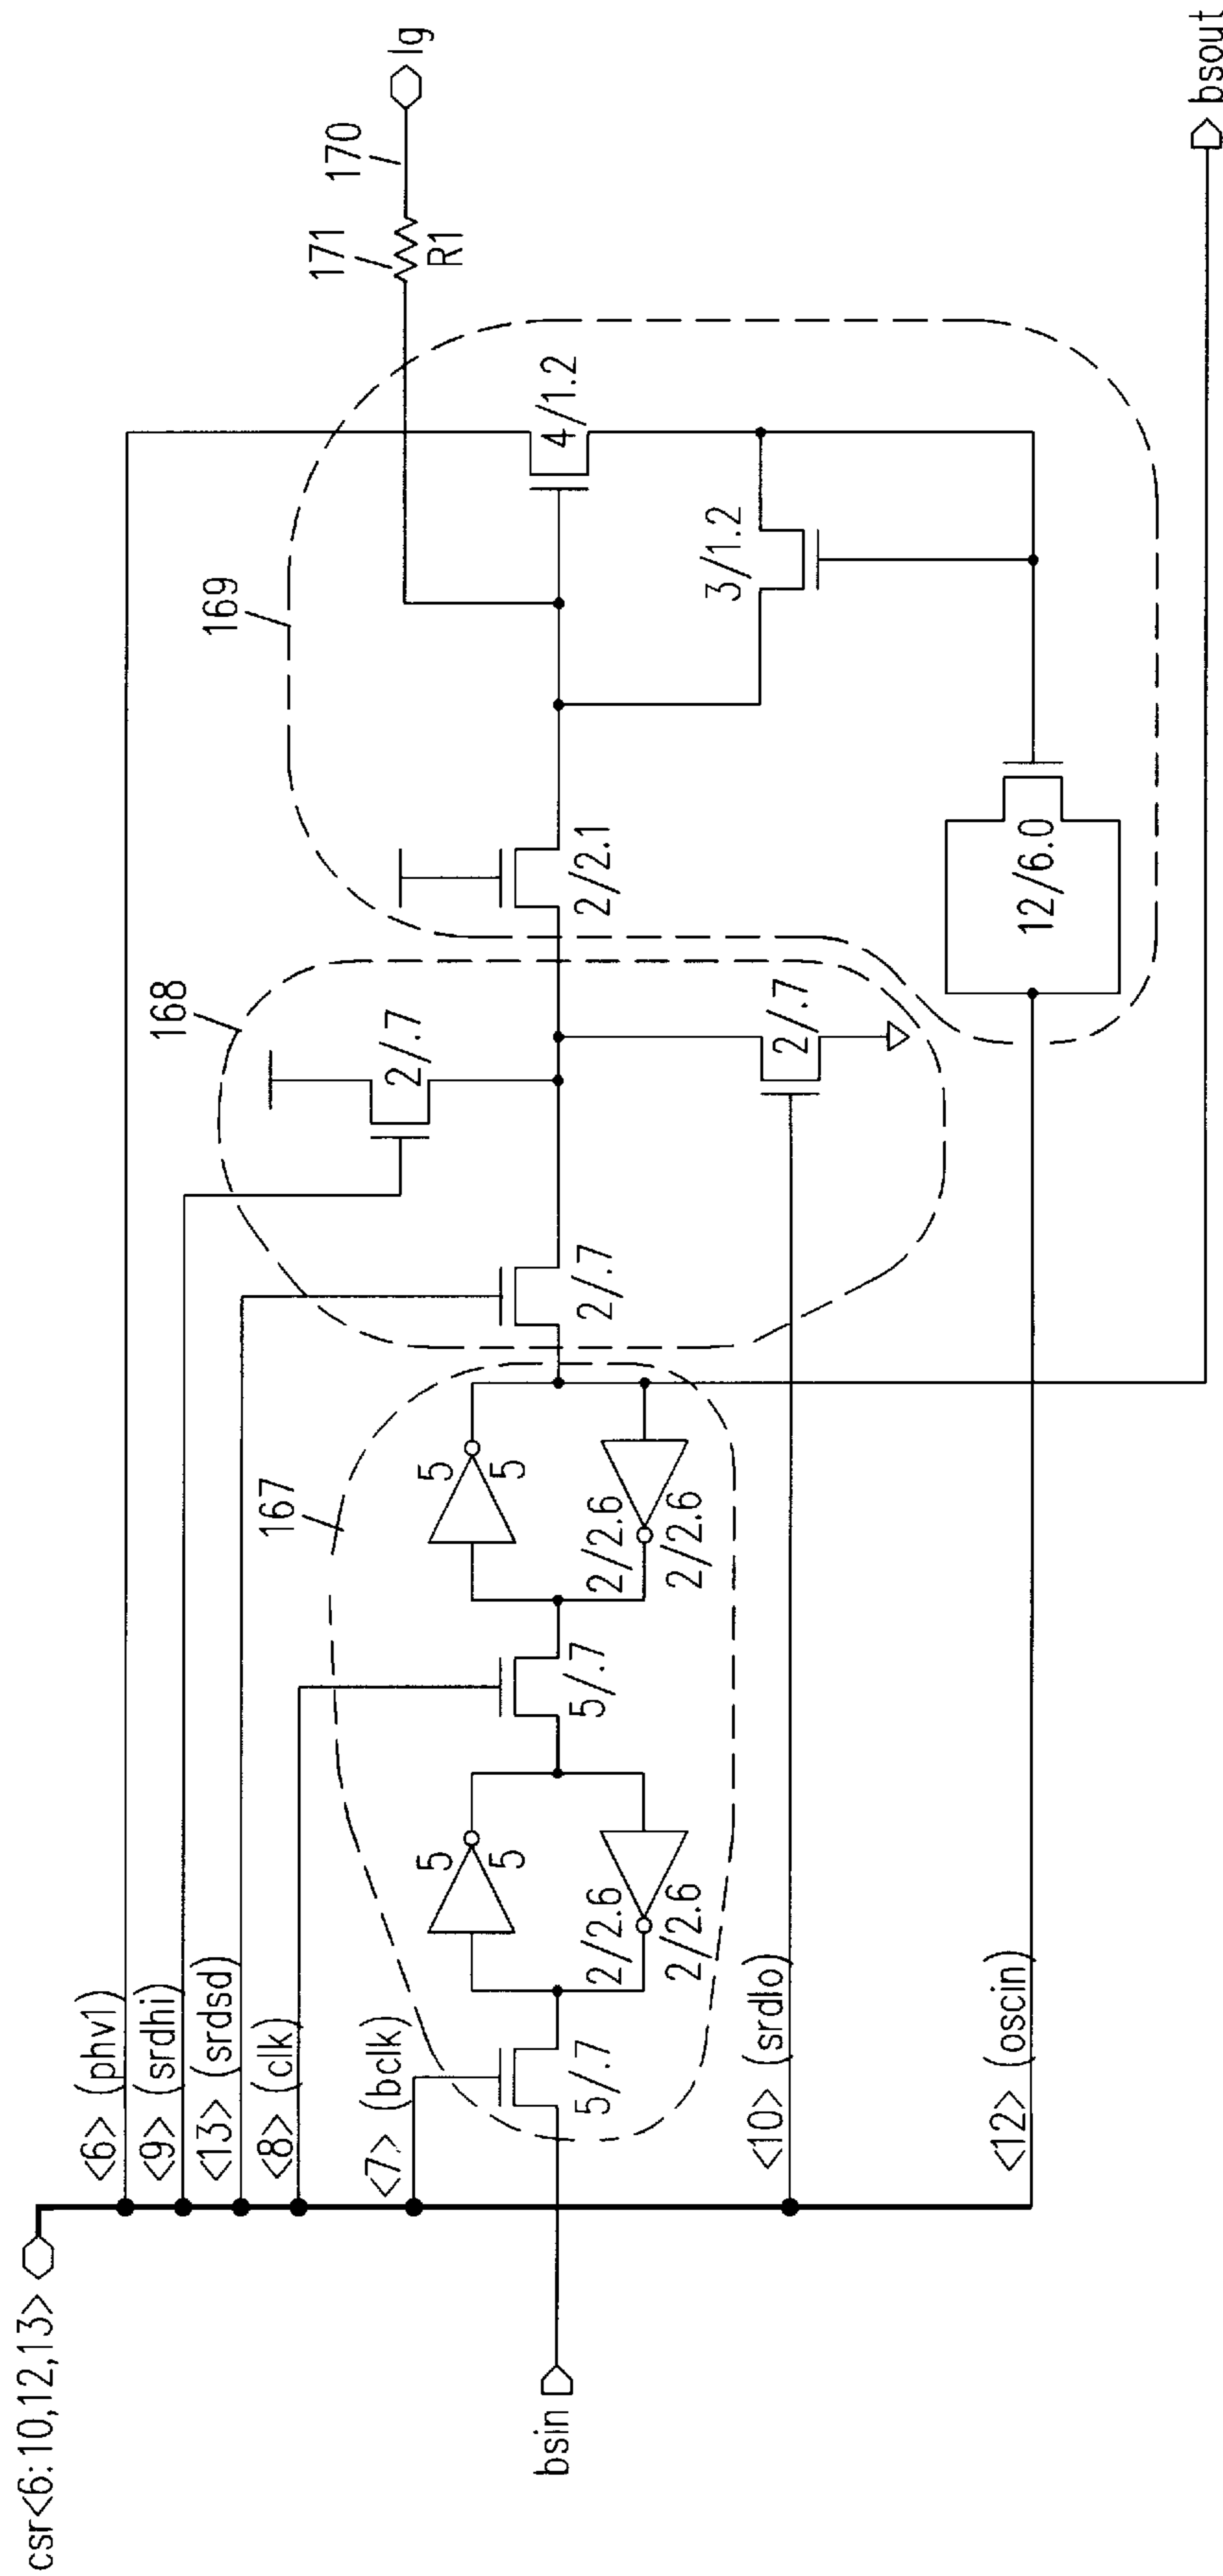 csr<6:10,12,13>
<6> (phv1)
<9> (srdhi)
<13> (srdsd)
<8> (clk)
<7> (bclk)
<10> (srdlo)
<12> (oscin)
bsin
5/.7
5
5
2/2.6
2/2.6
5/.7
167
5
5
2/2.6
2/2.6
168
2/.7
2/.7
2/.7
169
2/2.1
12/6.0
3/1.2
4/1.2
171
R1
170
lg
bsout